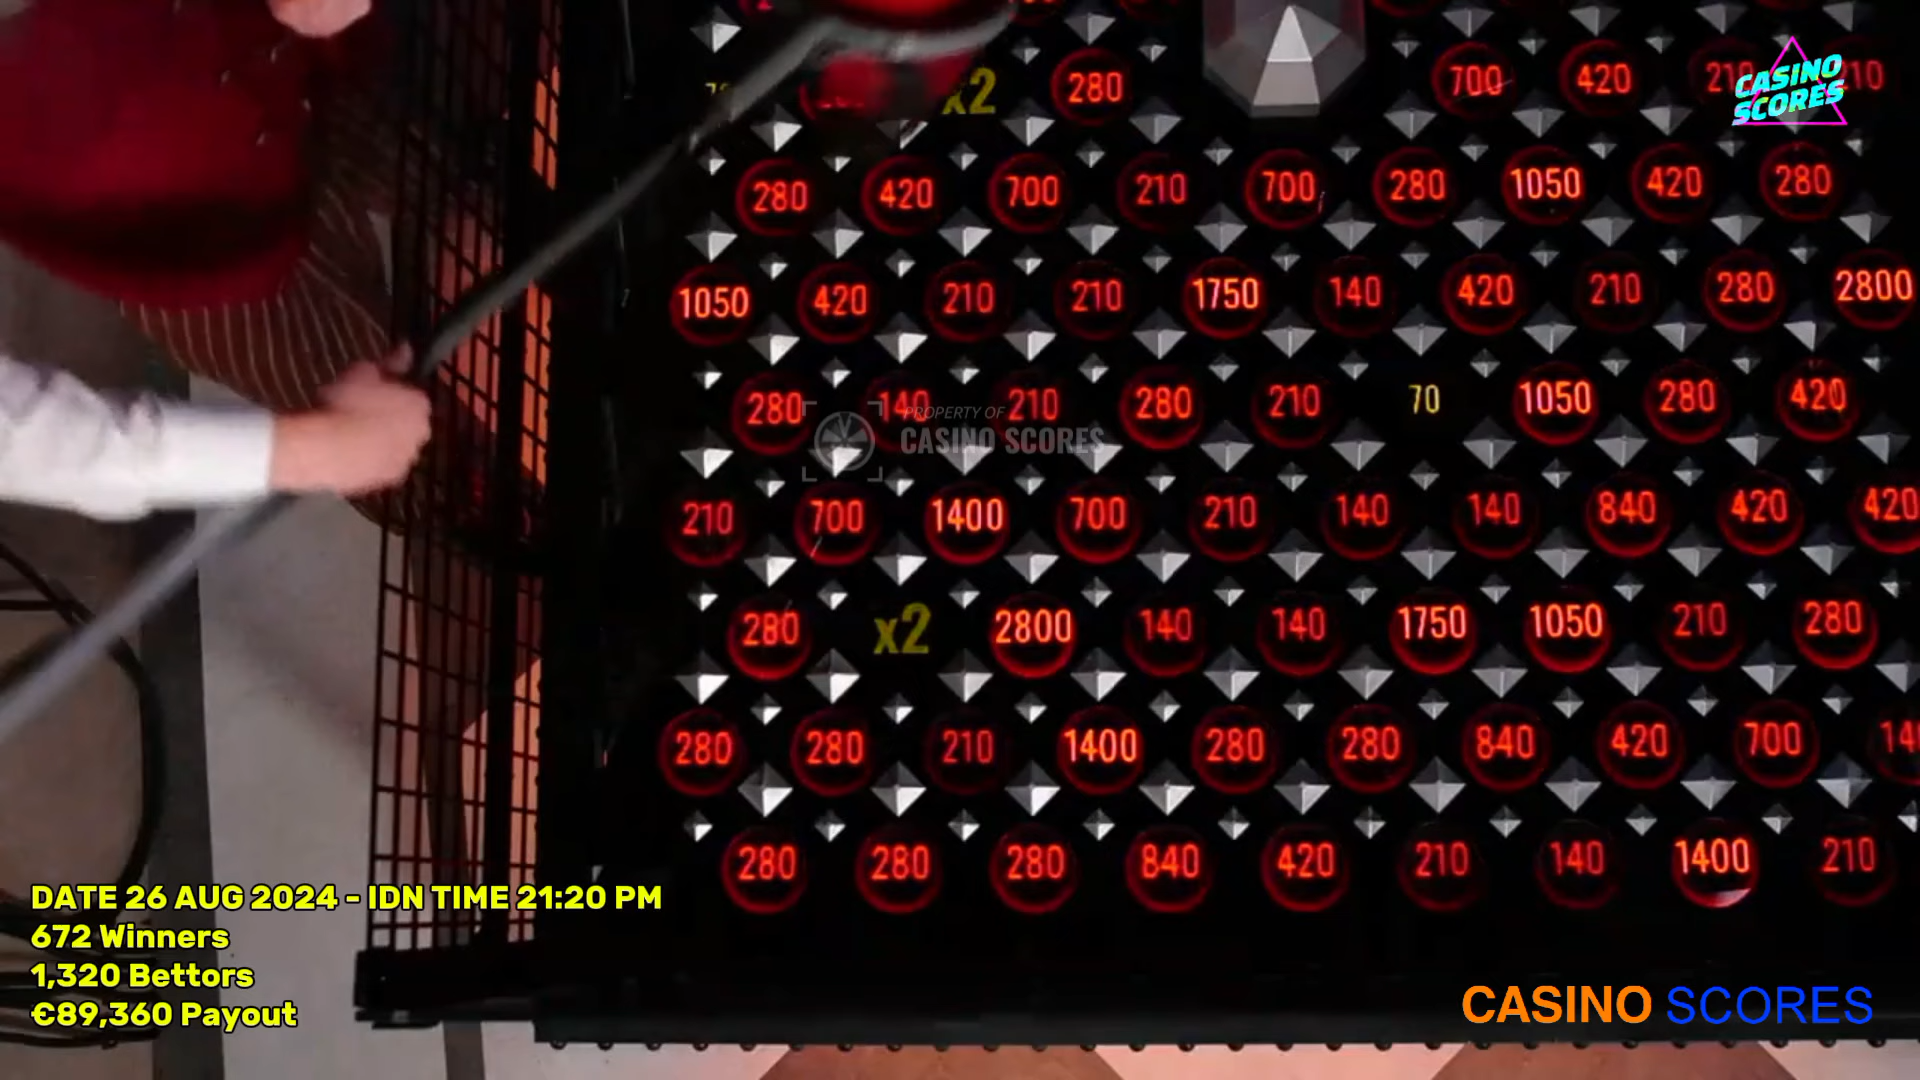 x2 280 700 420 210
CASINO
SCORES
280 420 700 210 700 280 1050 420 280
1050 420 210 210 1750 140 420 210 280 2800
280 140 210 280 210 70 1050 280 420
PROPERTY OF
CASINO SCORES
210 700 1400 700 210 140 140 840 420 420
280 x2 2800 140 140 1750 1050 210 280
280 280 210 1400 280 280 840 420 700
280 280 280 840 420 210 140 1400 210
DATE 26 AUG 2024 - IDN TIME 21:20 PM
672 Winners
1,320 Bettors
€89,360 Payout
CASINO SCORES